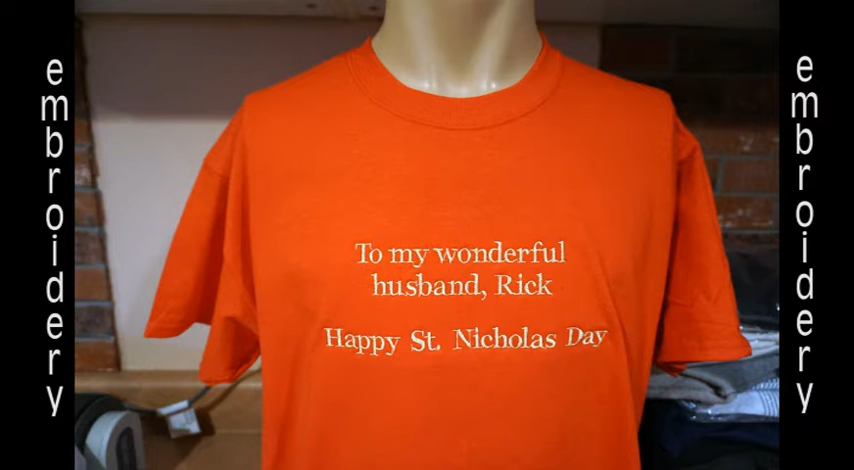 embroidery
To my wonderful
husband, Rick
Happy St. Nicholas Day
embroidery